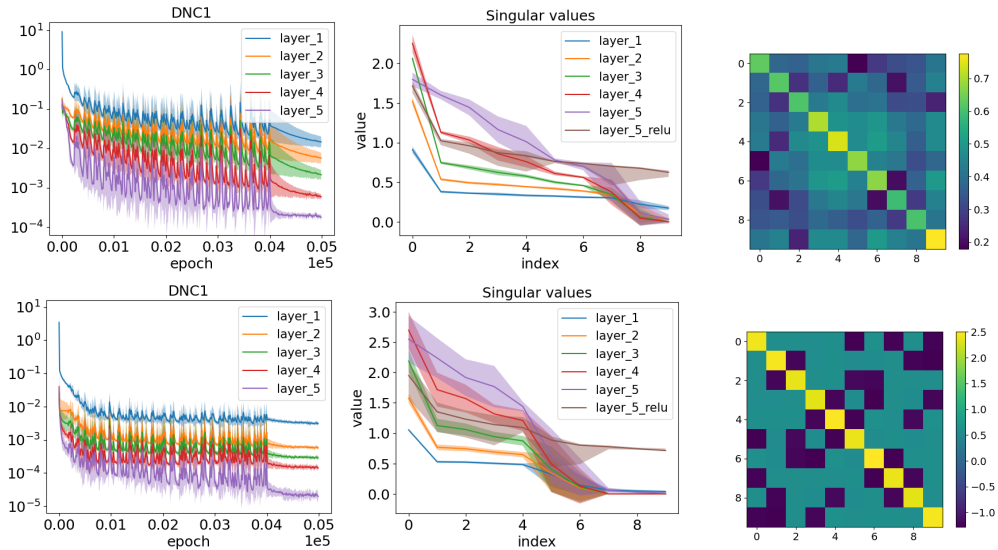 DNC1
10^1
10^0
10^-1
10^-2
10^-3
10^-4
layer_1
layer_2
layer_3
layer_4
layer_5
0.00 0.01 0.02 0.03 0.04 0.05
epoch 1e5
Singular values
value
2.0
1.5
1.0
0.5
0.0
layer_1
layer_2
layer_3
layer_4
layer_5
layer_5_relu
0 2 4 6 8
index
0
2
4
6
8
0 2 4 6 8
0.7
0.6
0.5
0.4
0.3
0.2
DNC1
10^1
10^0
10^-1
10^-2
10^-3
10^-4
10^-5
layer_1
layer_2
layer_3
layer_4
layer_5
0.00 0.01 0.02 0.03 0.04 0.05
epoch 1e5
Singular values
value
3.0
2.5
2.0
1.5
1.0
0.5
0.0
layer_1
layer_2
layer_3
layer_4
layer_5
layer_5_relu
0 2 4 6 8
index
0
2
4
6
8
0 2 4 6 8
2.5
2.0
1.5
1.0
0.5
0.0
−0.5
−1.0